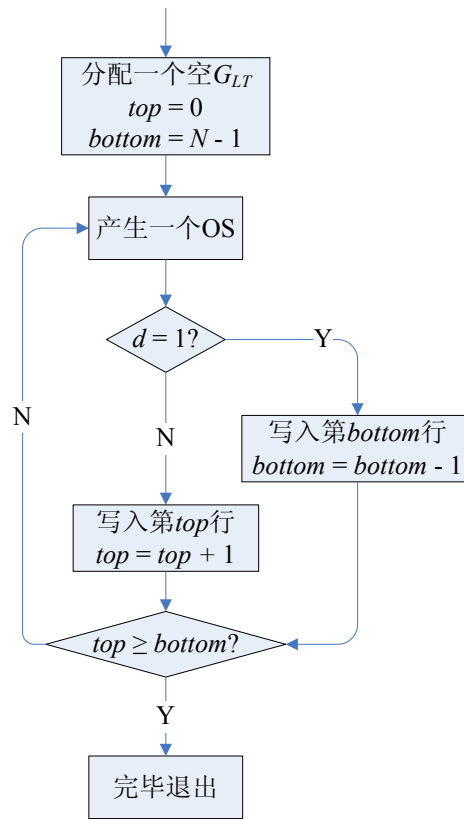 分配一个空G_LT
top = 0
bottom = N - 1
产生一个OS
d = 1?
Y
N
N
写入第bottom行
bottom = bottom - 1
写入第top行
top = top + 1
top ≥ bottom?
Y
完毕退出